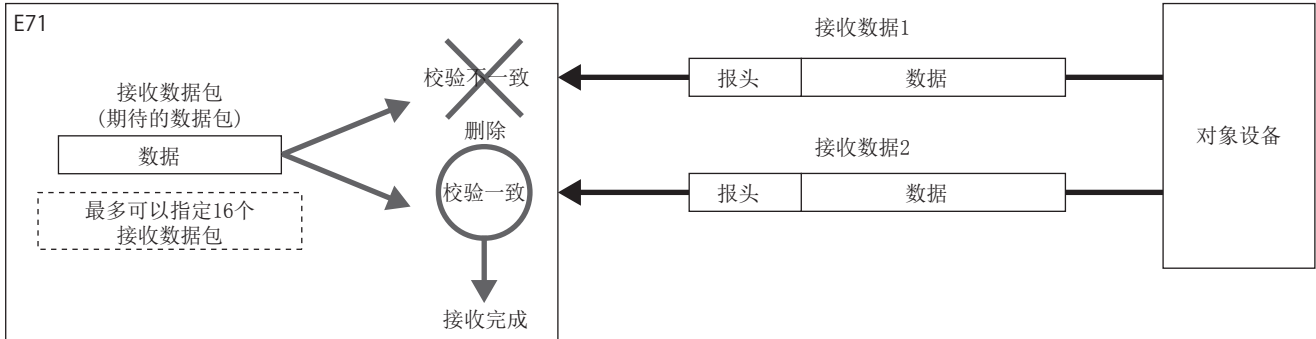 E71
接收数据包
(期待的数据包)
数据
最多可以指定16个
接收数据包
校验不一致
删除
校验一致
接收完成
接收数据1
报头
数据
接收数据2
报头
数据
对象设备